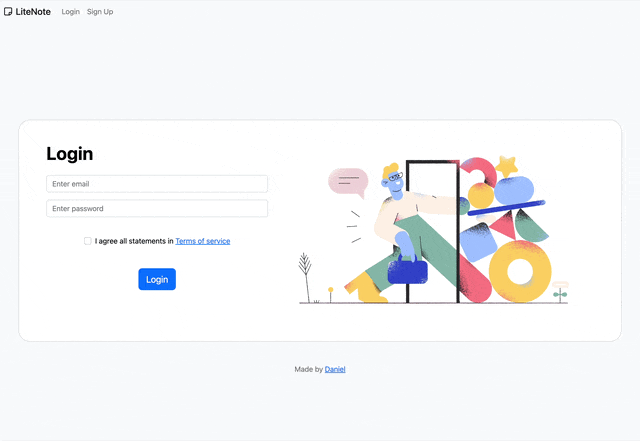 LiteNote Login Sign Up
Login
Enter email
Enter password
I agree all statements in Terms of service
Login
Made by Daniel